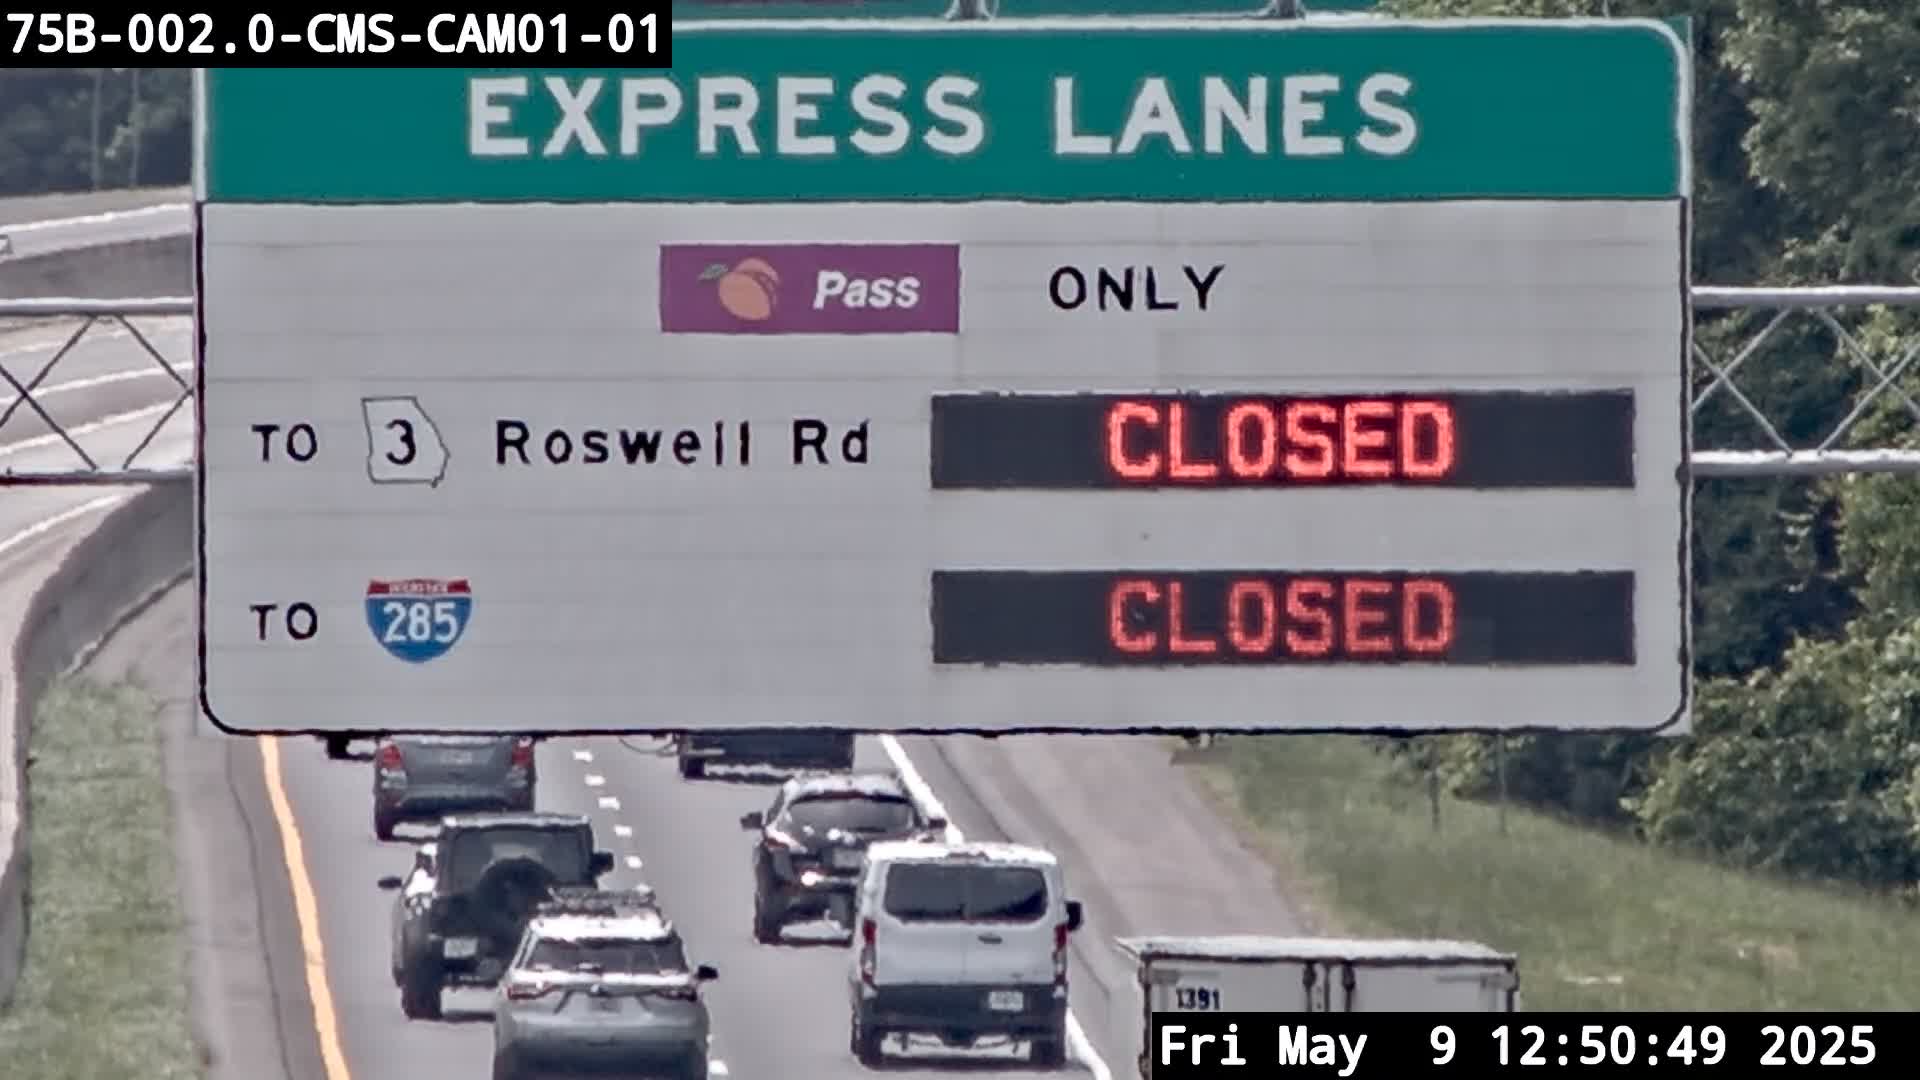 75B-002.0-CMS-CAM01-01
EXPRESS LANES
Pass ONLY
TO 3 Roswell Rd CLOSED
TO 285 CLOSED
1391
Fri May 9 12:50:49 2025